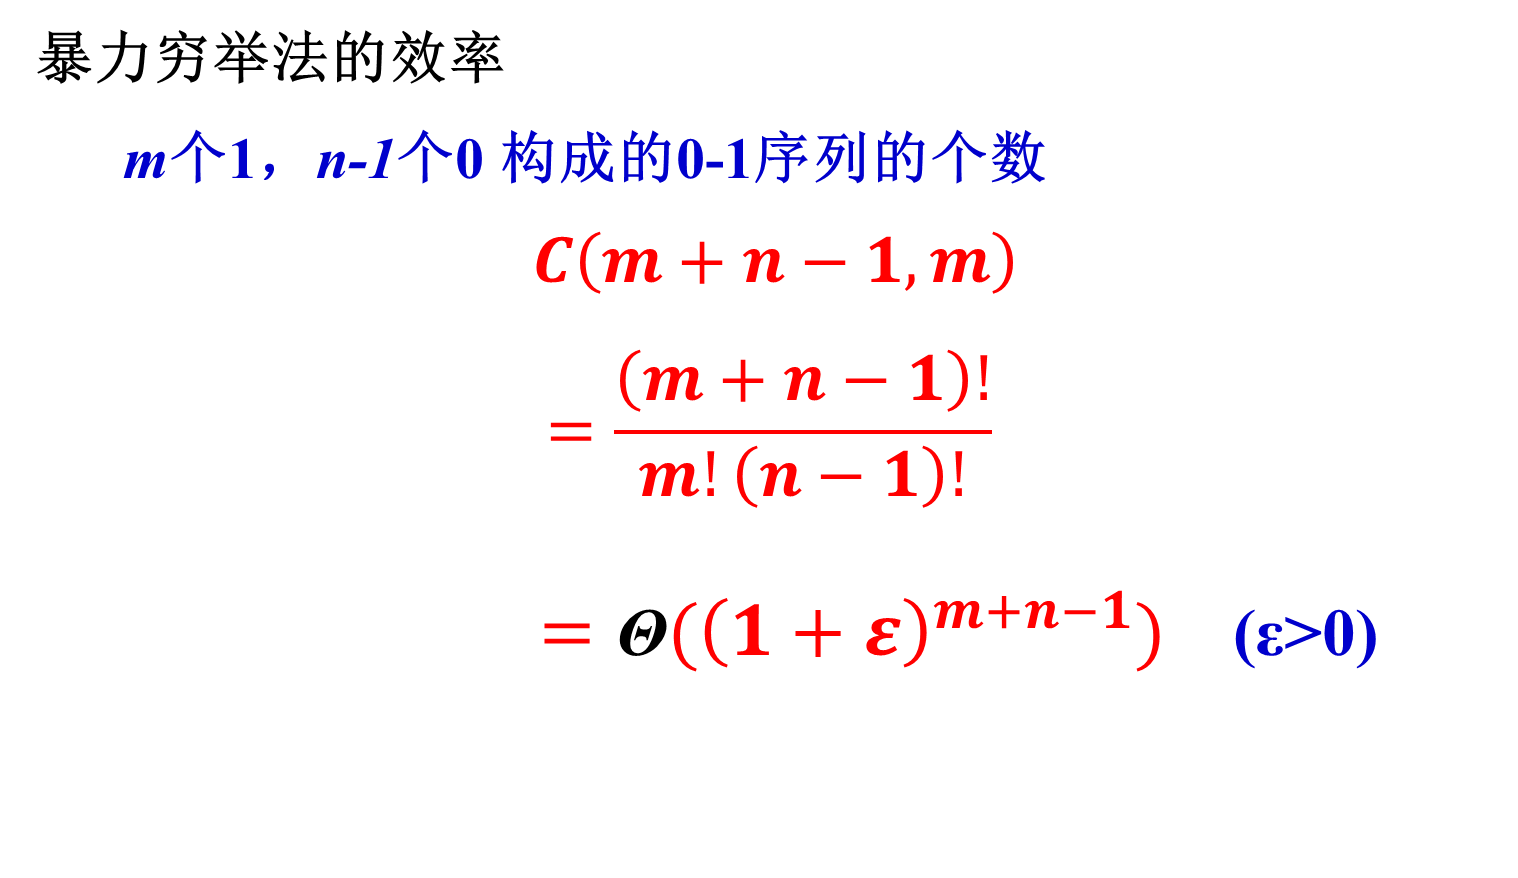 暴力穷举法的效率
m个1，n-1个0 构成的0-1序列的个数
C(m + n − 1, m)
= (m + n − 1)! / m! (n − 1)!
= Θ((1 + ε)^{m+n−1}) (ε>0)